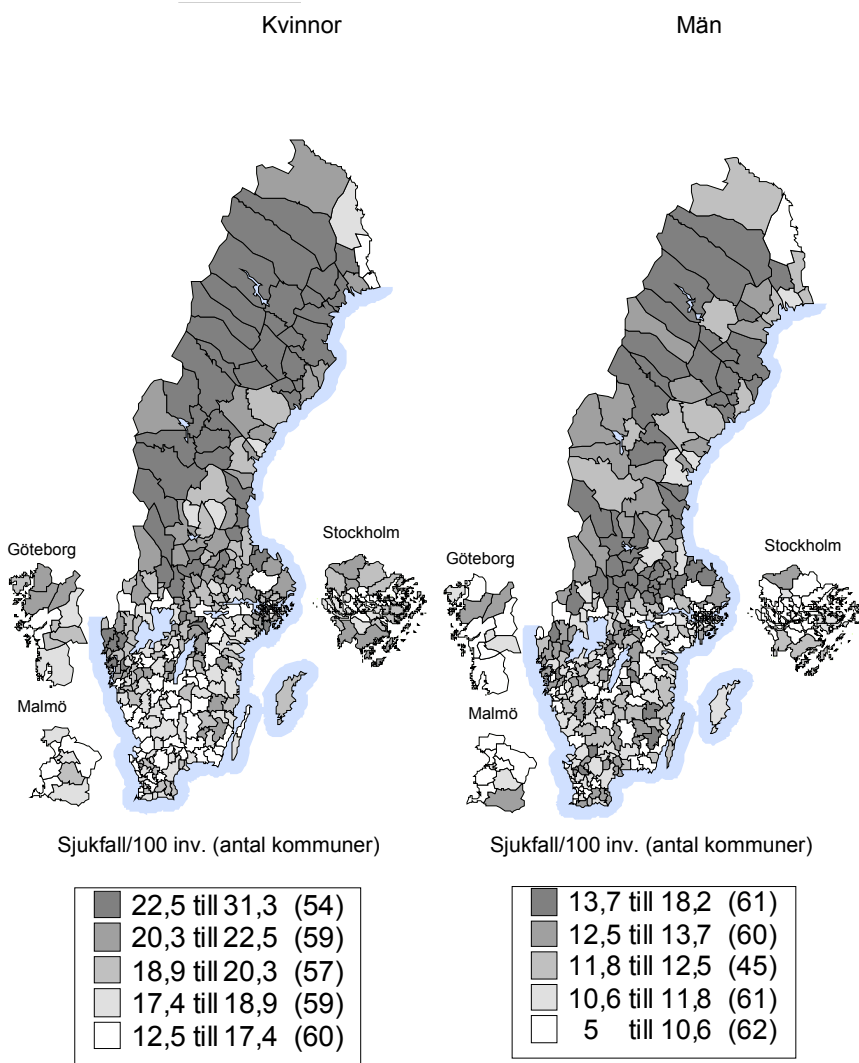 Kvinnor
Män
Göteborg
Stockholm
Malmö
Göteborg
Stockholm
Malmö
Sjukfall/100 inv. (antal kommuner)
22,5 till 31,3 (54)
20,3 till 22,5 (59)
18,9 till 20,3 (57)
17,4 till 18,9 (59)
12,5 till 17,4 (60)
Sjukfall/100 inv. (antal kommuner)
13,7 till 18,2 (61)
12,5 till 13,7 (60)
11,8 till 12,5 (45)
10,6 till 11,8 (61)
5 till 10,6 (62)